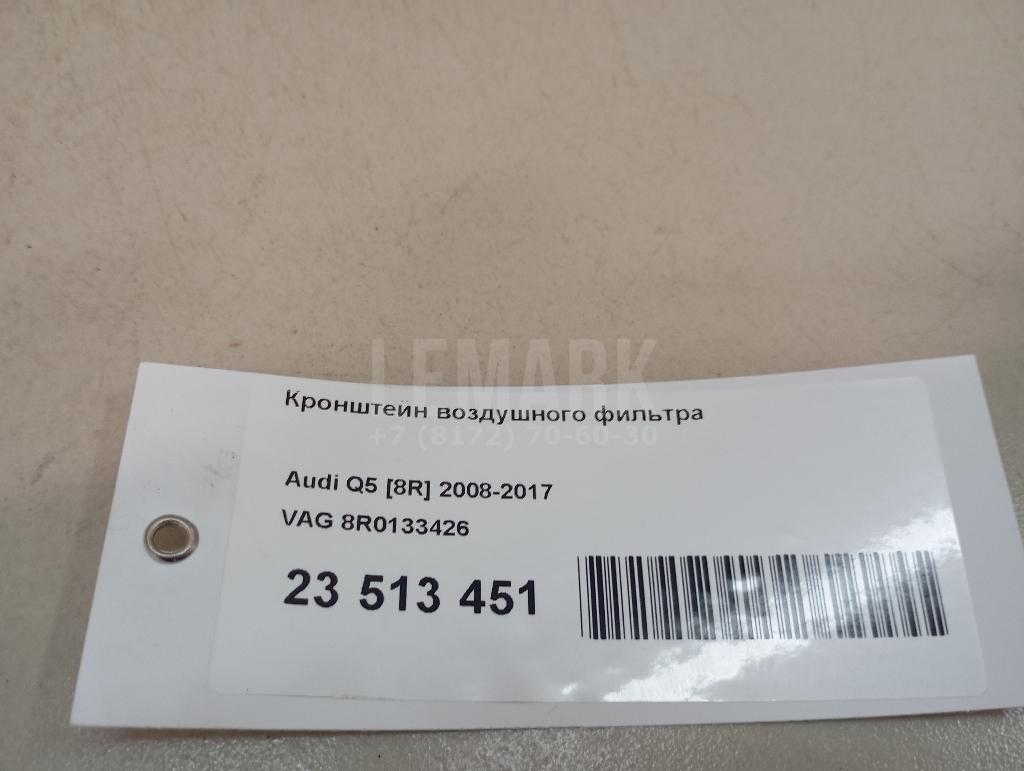 LEMARK
Кронштейн воздушного фильтра
+7 (8172) 70-60-30
Audi Q5 [8R] 2008-2017
VAG 8R0133426
23 513 451